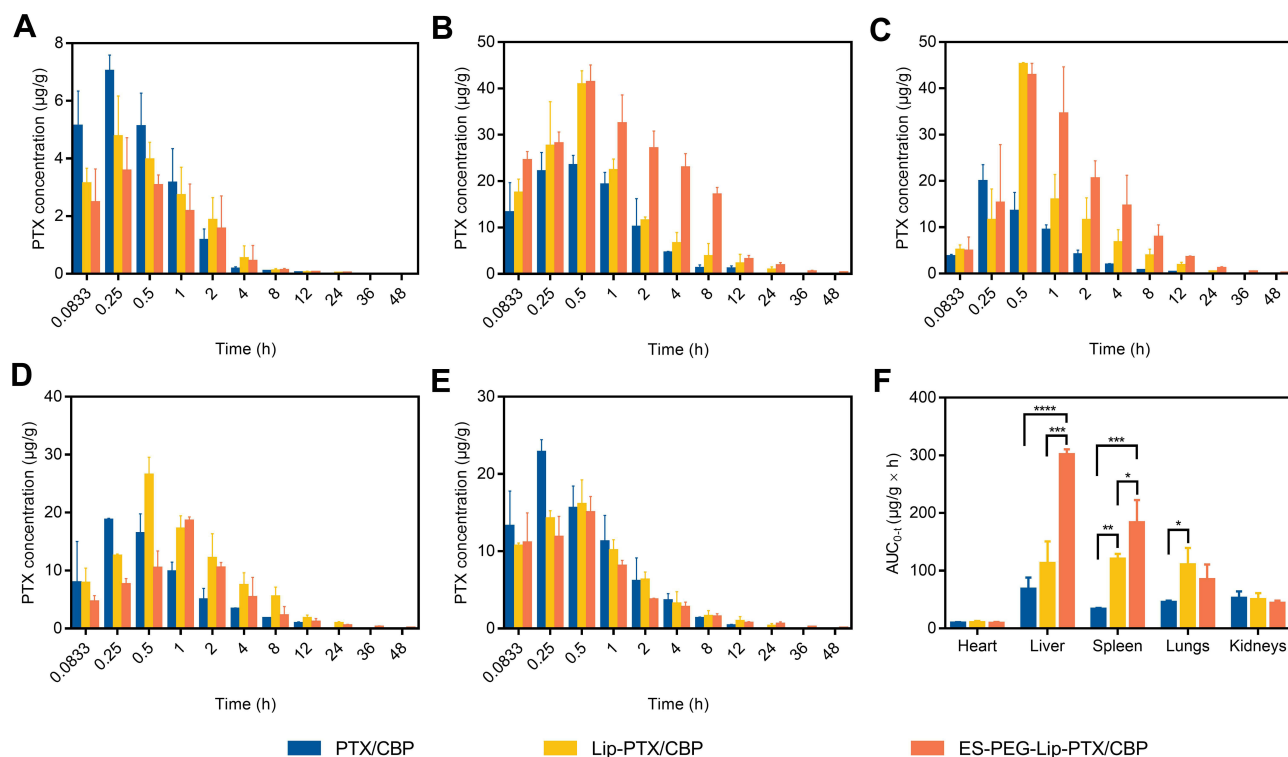 A
PTX concentration (μg/g)
8
6
4
2
0
0.0833 0.25 0.5 1 2 4 8 12 24 36 48
Time (h)
B
PTX concentration (μg/g)
50
40
30
20
10
0
0.0833 0.25 0.5 1 2 4 8 12 24 36 48
Time (h)
C
PTX concentration (μg/g)
50
40
30
20
10
0
0.0833 0.25 0.5 1 2 4 8 12 24 36 48
Time (h)
D
PTX concentration (μg/g)
40
30
20
10
0
0.0833 0.25 0.5 1 2 4 8 12 24 36 48
Time (h)
E
PTX concentration (μg/g)
30
20
10
0
0.0833 0.25 0.5 1 2 4 8 12 24 36 48
Time (h)
F
AUC0-t (μg/g × h)
400
300
200
100
0
****
***
***
*
**
*
Heart Liver Spleen Lungs Kidneys
PTX/CBP Lip-PTX/CBP ES-PEG-Lip-PTX/CBP